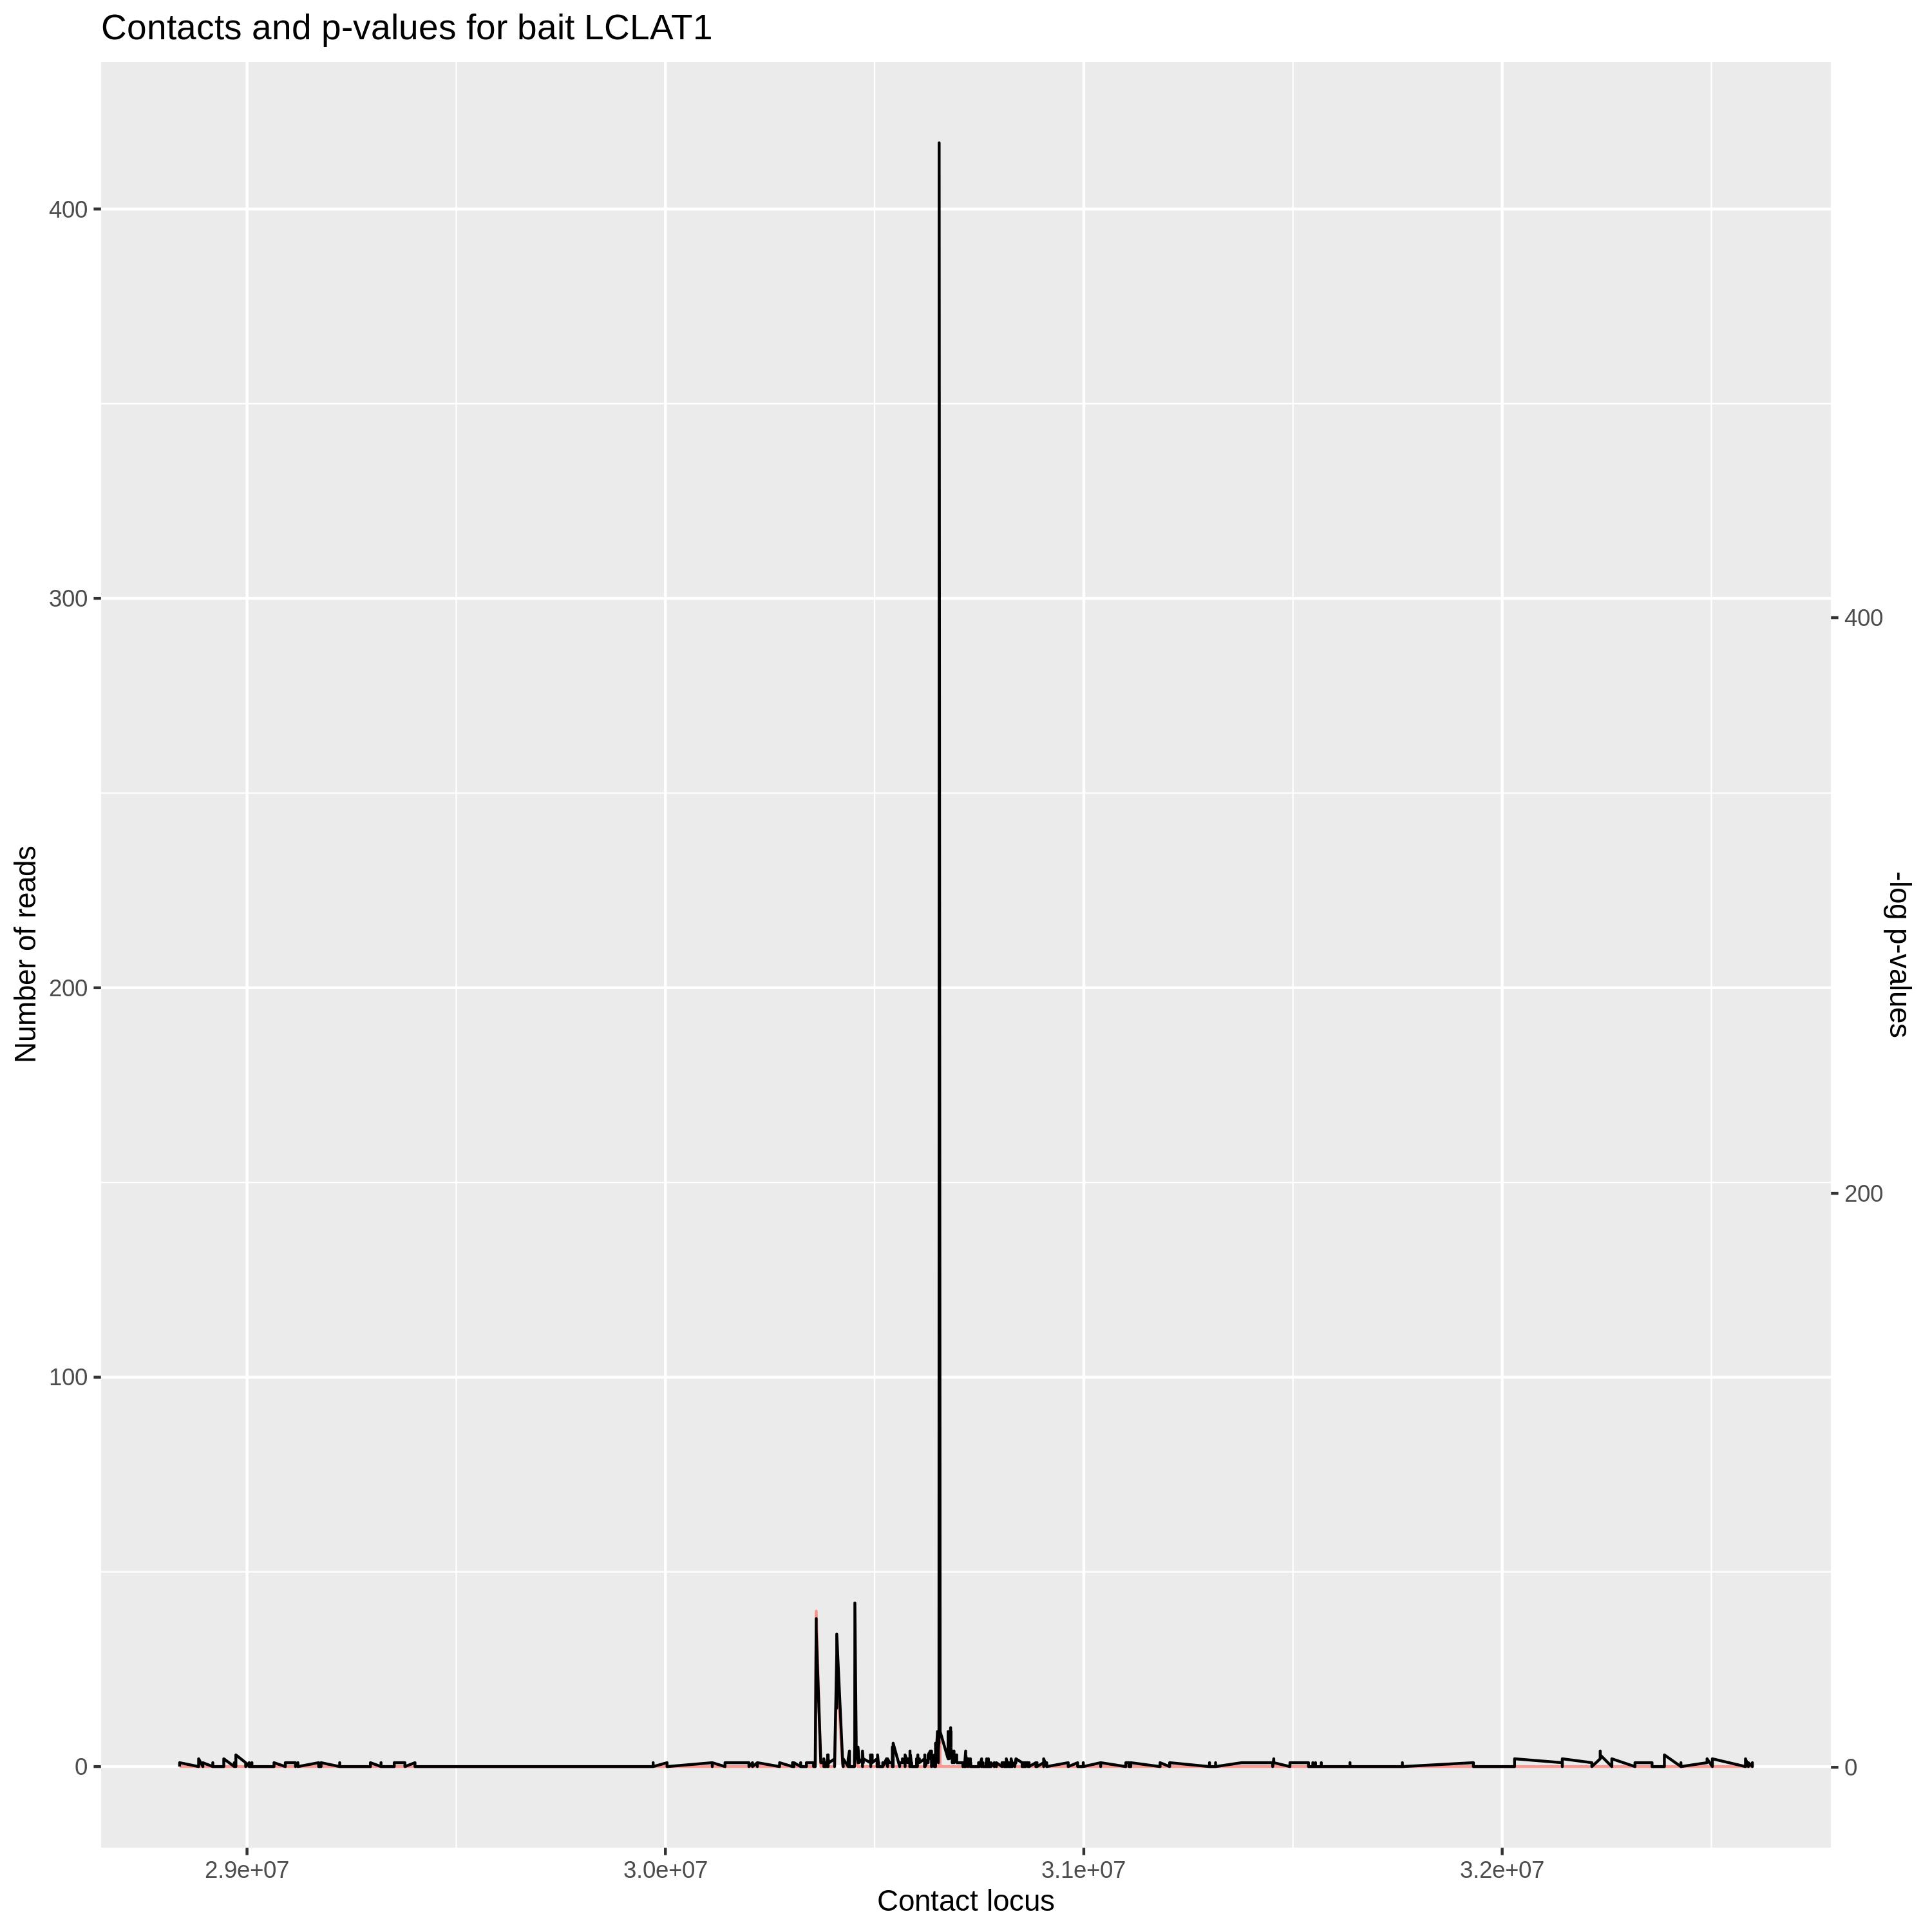 Contacts and p-values for bait LCLAT1
400
300
200
100
0
Number of reads
400
200
0
-log p-values
2.9e+07
3.0e+07
3.1e+07
3.2e+07
Contact locus